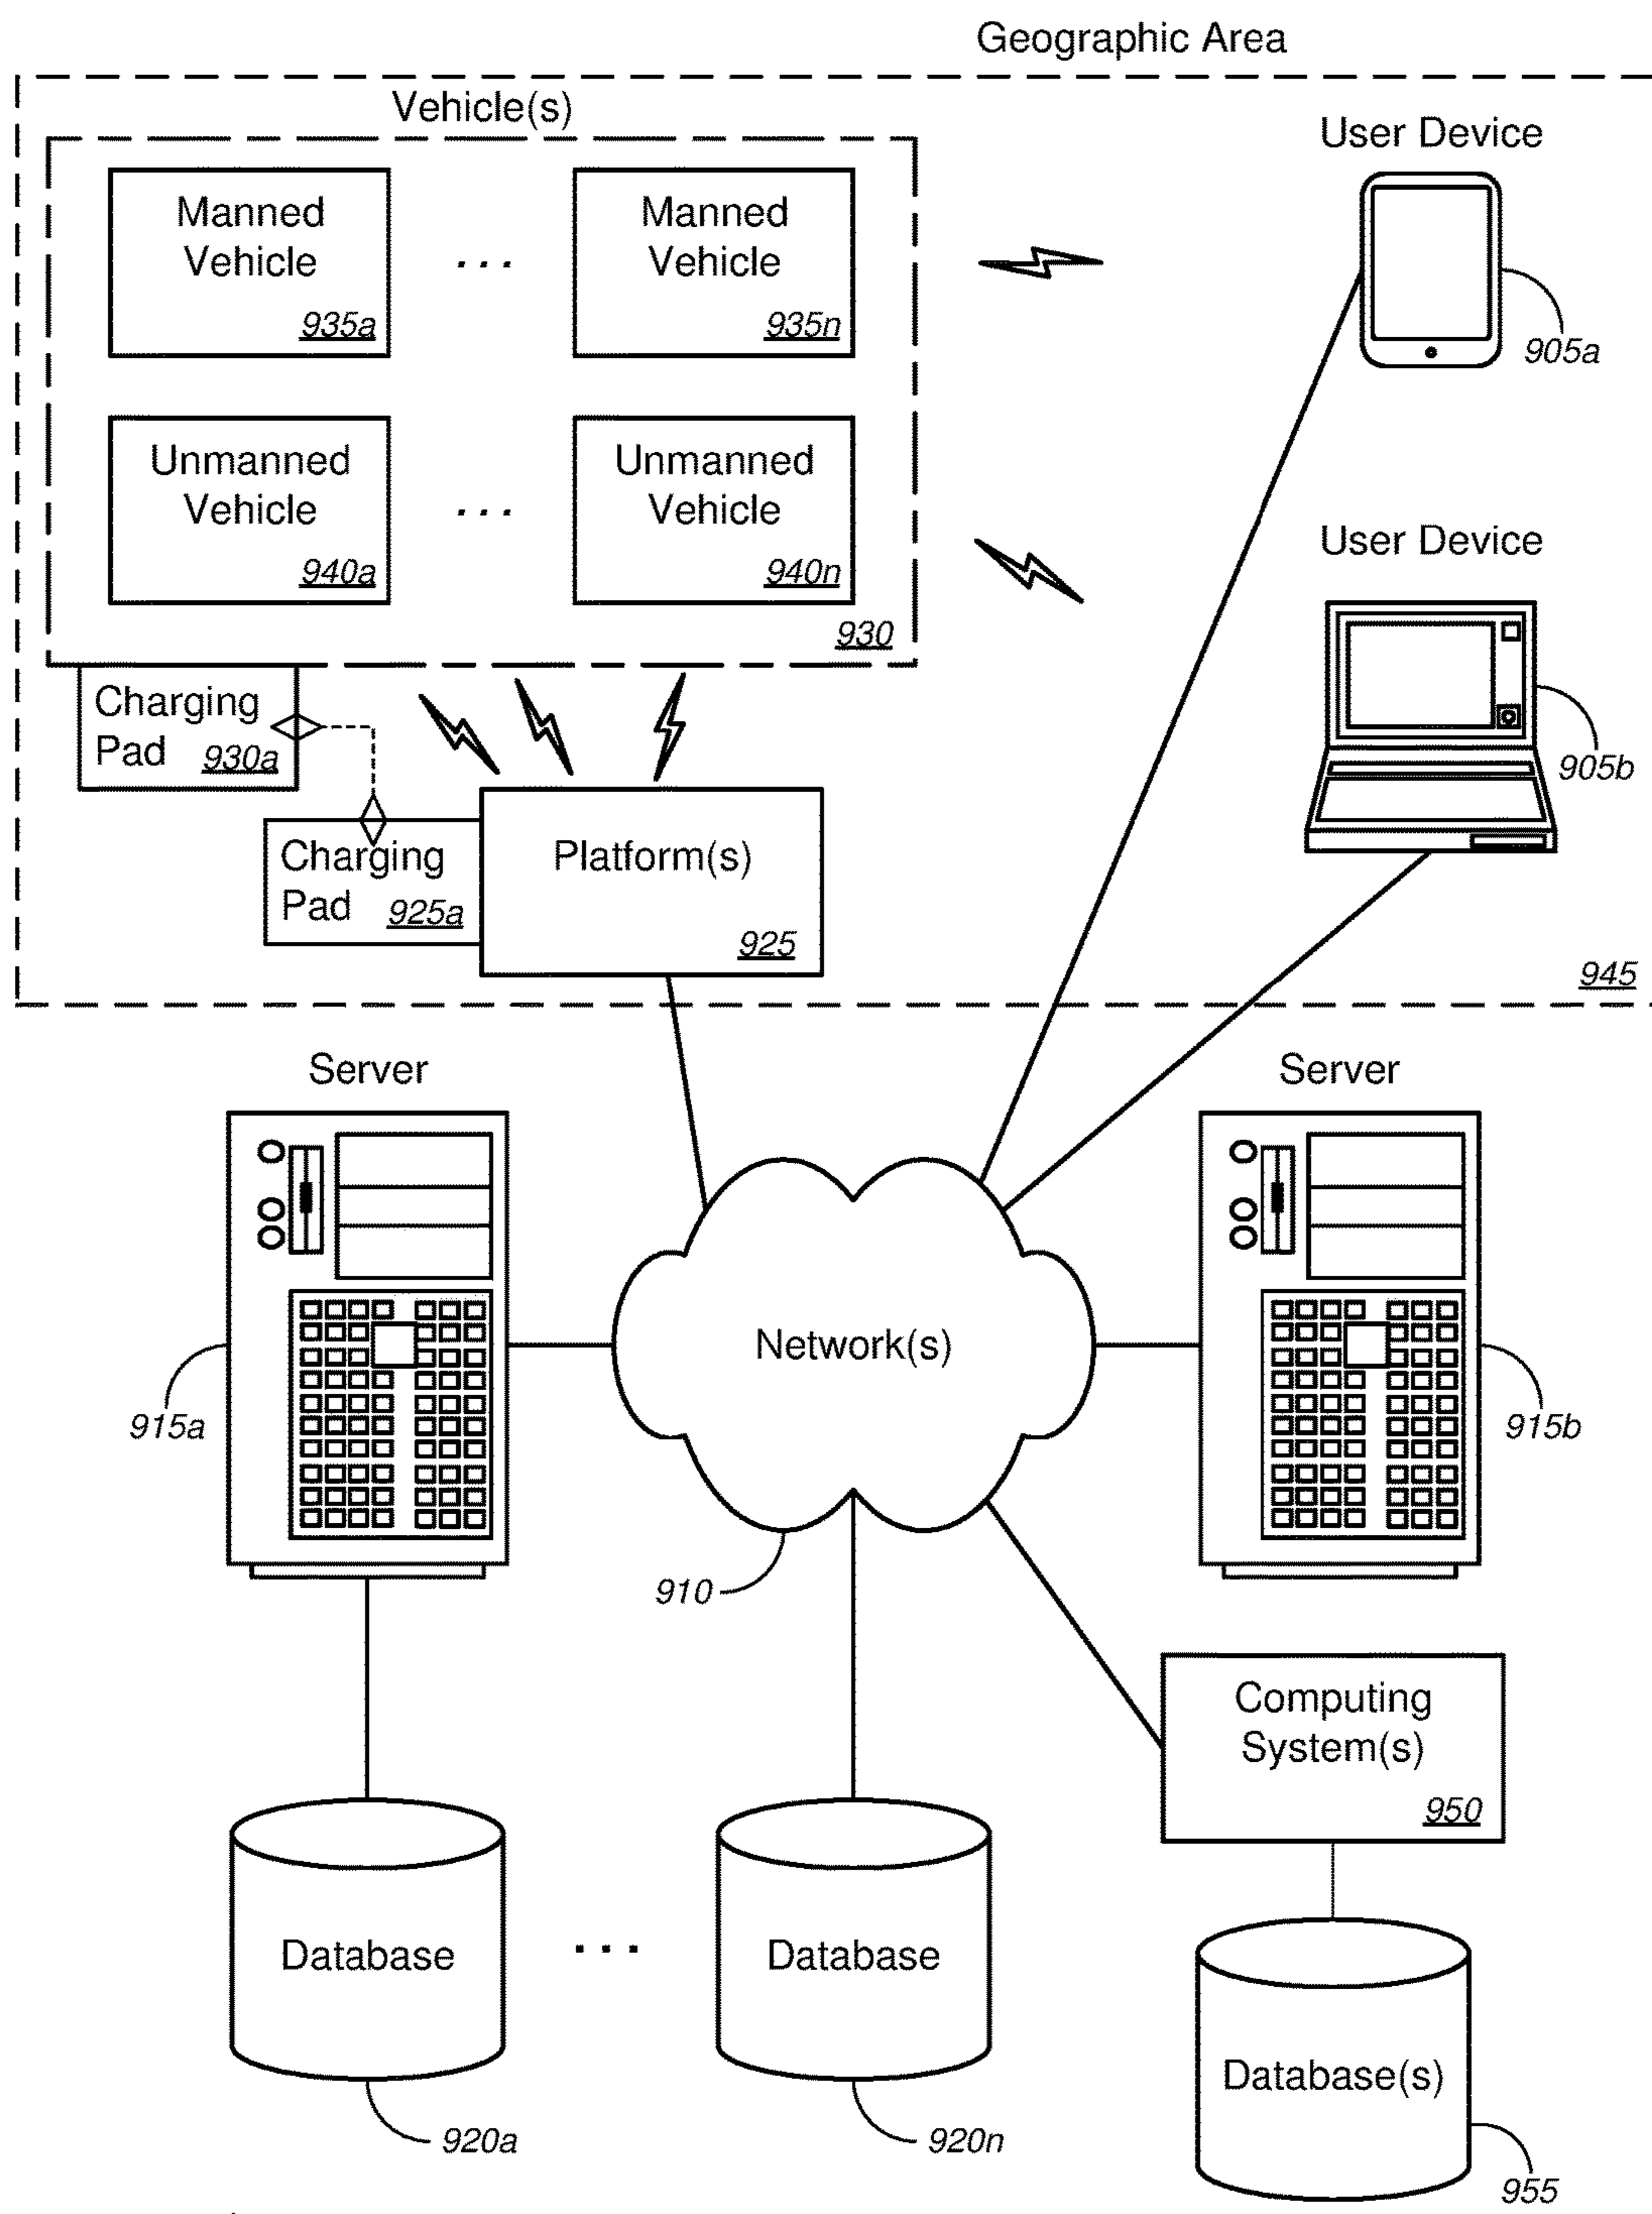 Geographic Area
Vehicle(s)
User Device
Manned
Vehicle
935a
...
Manned
Vehicle
935n
905a
Unmanned
Vehicle
940a
...
Unmanned
Vehicle
940n
930
User Device
905b
Charging
Pad 930a
Charging
Pad 925a
Platform(s)
925
945
Server
Server
915a
Network(s)
915b
910
Computing
System(s)
950
Database
...
Database
Database(s)
920a
920n
955